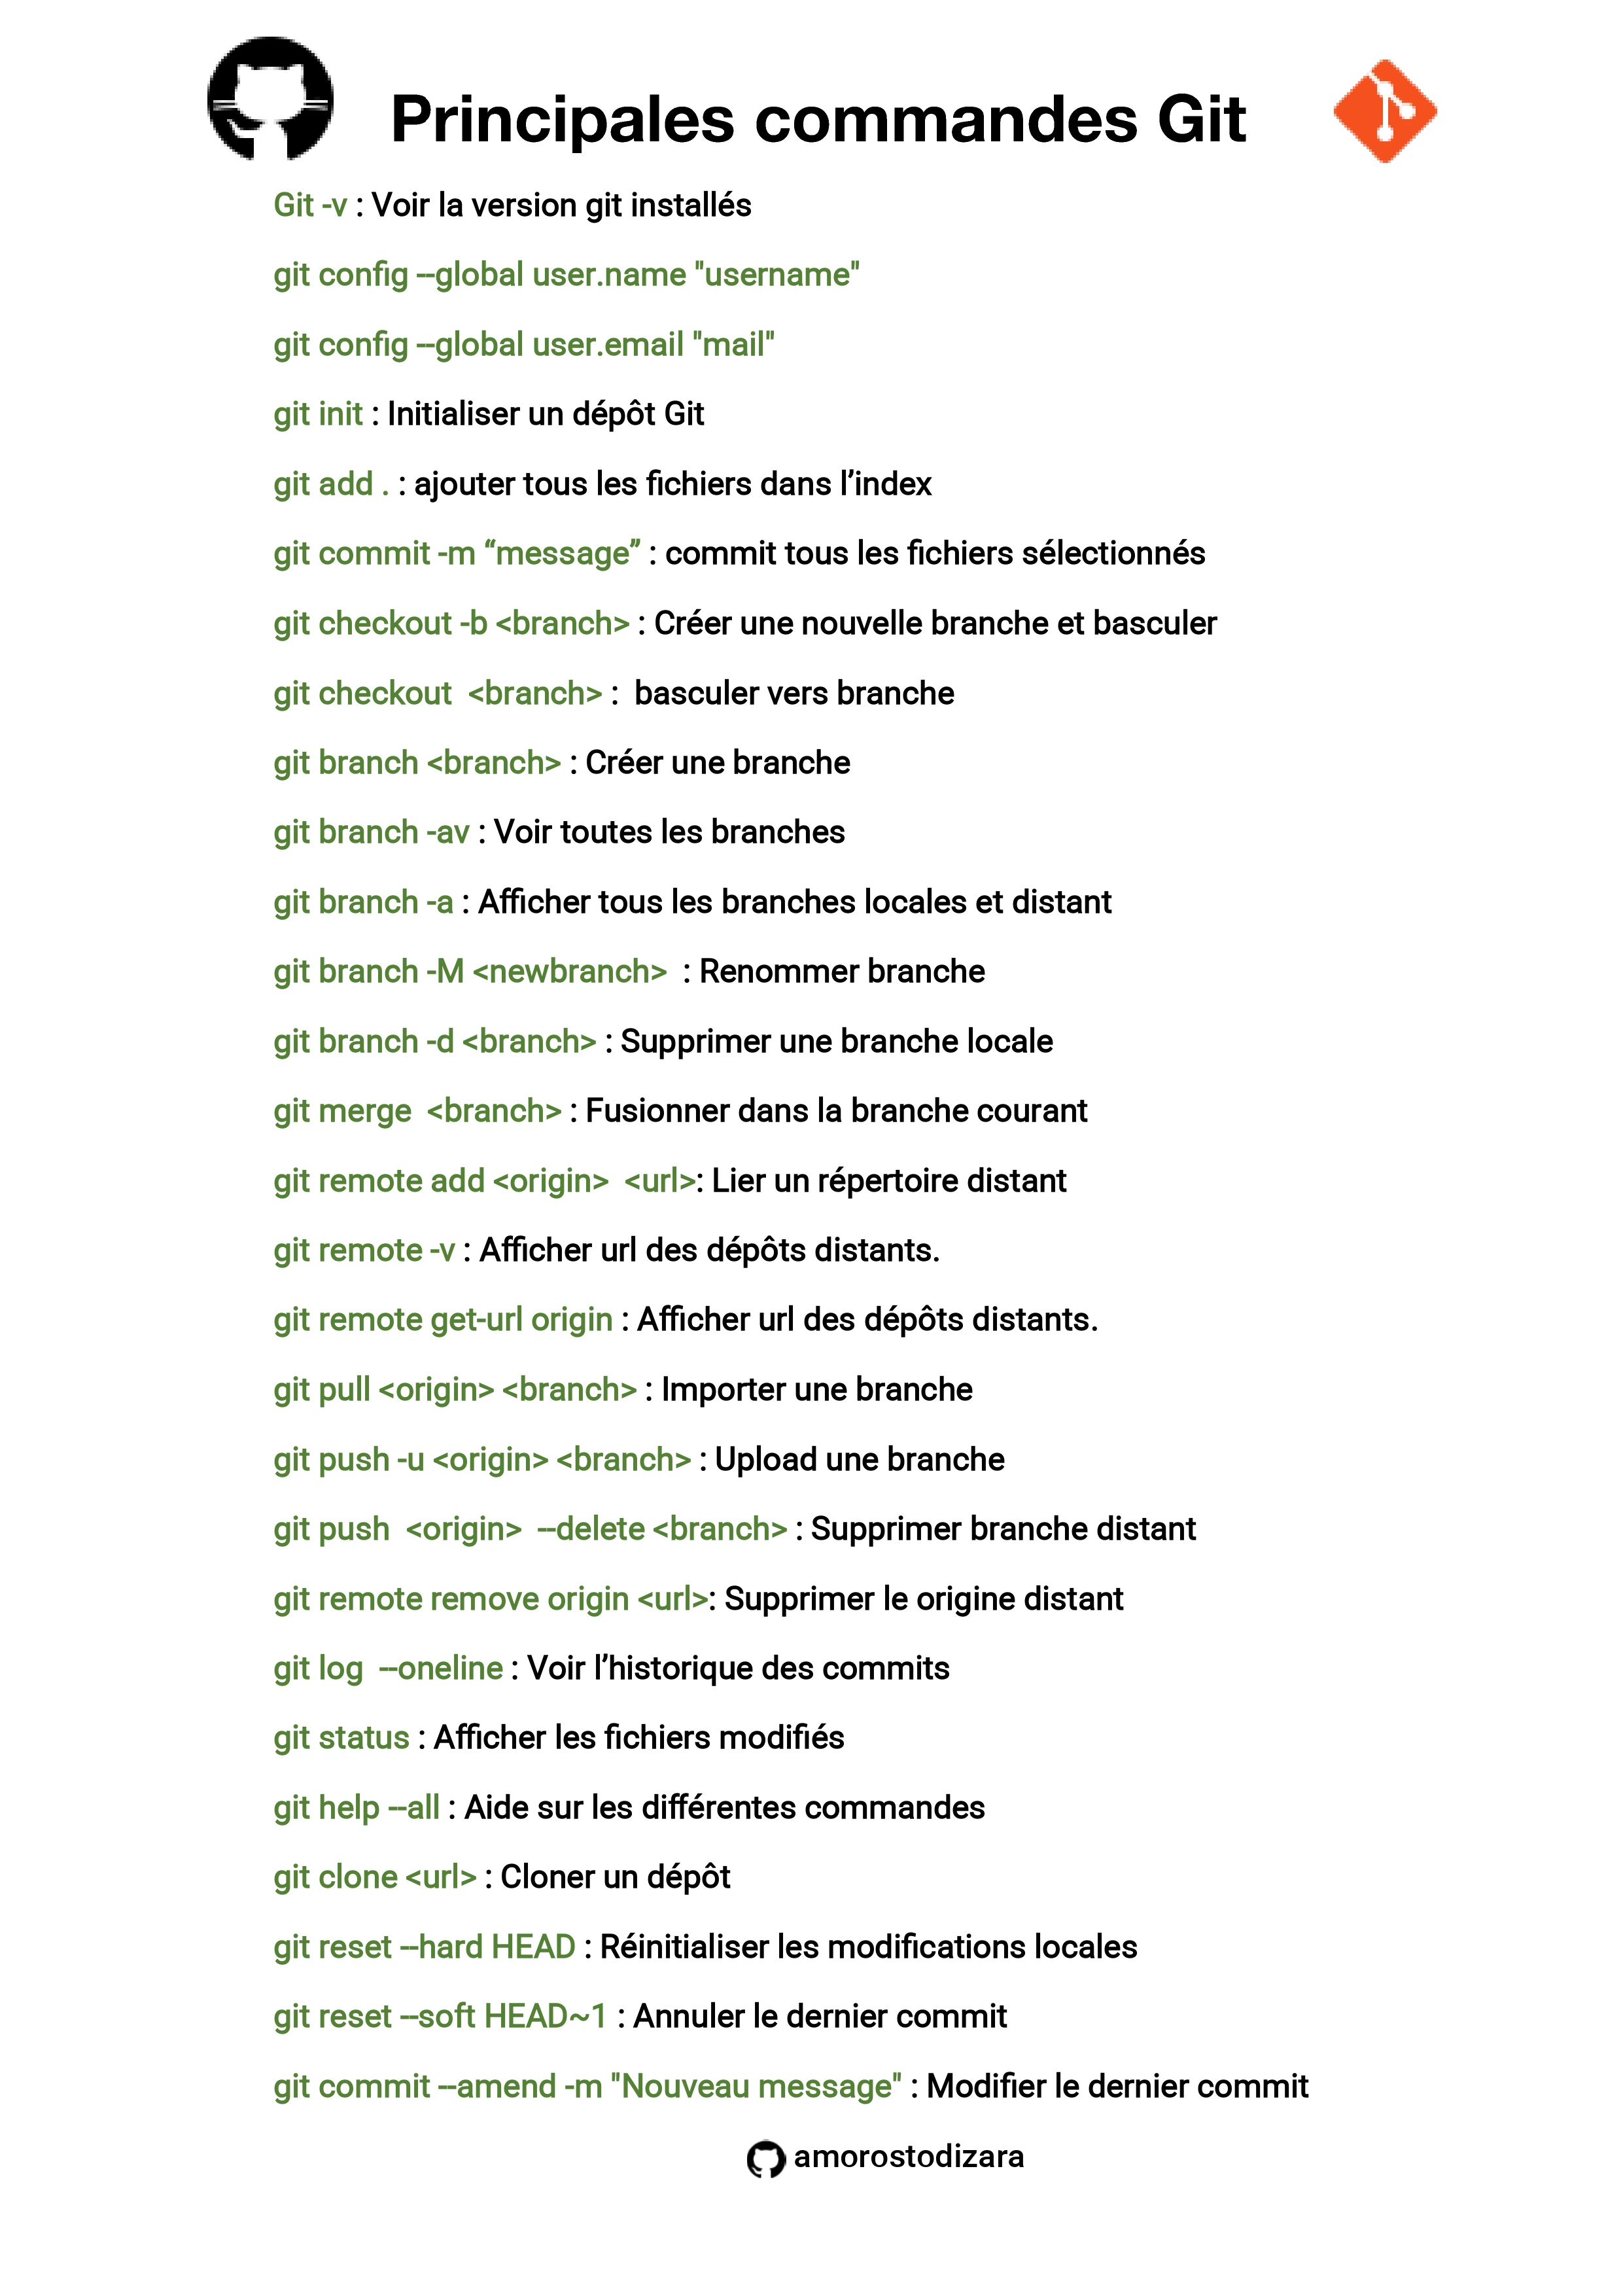 Principales commandes Git
Git -v : Voir la version git installés
git config --global user.name "username"
git config --global user.email "mail"
git init : Initialiser un dépôt Git
git add . : ajouter tous les fichiers dans l’index
git commit -m “message” : commit tous les fichiers sélectionnés
git checkout -b <branch> : Créer une nouvelle branche et basculer
git checkout  <branch> :  basculer vers branche
git branch <branch> : Créer une branche
git branch -av : Voir toutes les branches
git branch -a : Afficher tous les branches locales et distant
git branch -M <newbranch>  : Renommer branche
git branch -d <branch> : Supprimer une branche locale
git merge  <branch> : Fusionner dans la branche courant
git remote add <origin>  <url>: Lier un répertoire distant
git remote -v : Afficher url des dépôts distants.
git remote get-url origin : Afficher url des dépôts distants.
git pull <origin> <branch> : Importer une branche
git push -u <origin> <branch> : Upload une branche
git push  <origin>  --delete <branch> : Supprimer branche distant
git remote remove origin <url>: Supprimer le origine distant
git log  --oneline : Voir l’historique des commits
git status : Afficher les fichiers modifiés
git help --all : Aide sur les différentes commandes
git clone <url> : Cloner un dépôt
git reset --hard HEAD : Réinitialiser les modifications locales
git reset --soft HEAD~1 : Annuler le dernier commit
git commit --amend -m "Nouveau message" : Modifier le dernier commit
amorostodizara